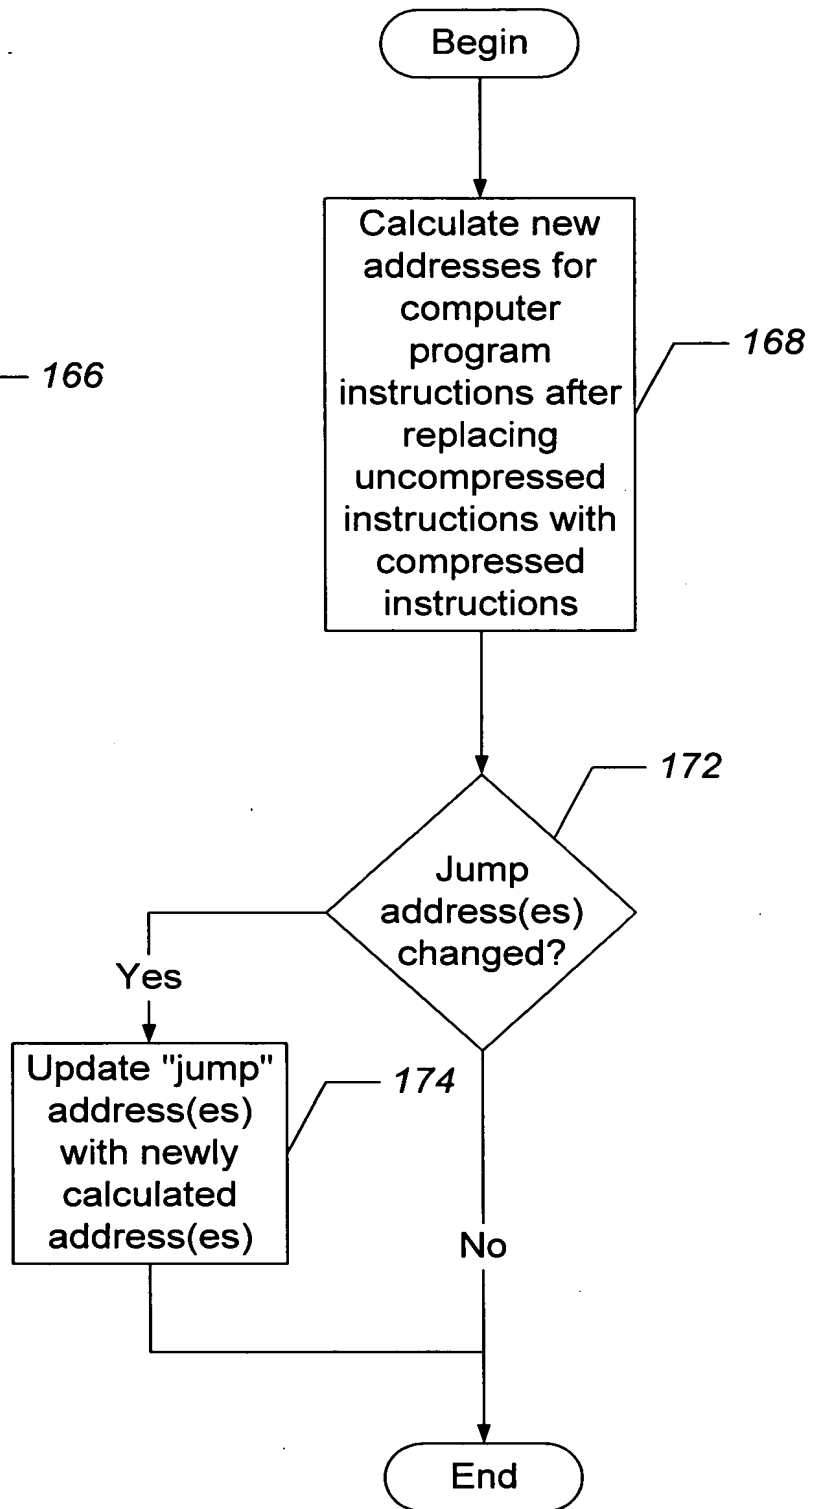 Begin
Calculate new
addresses for
computer
program
instructions after
replacing
uncompressed
instructions with
compressed
instructions
168
166
172
Jump
address(es)
changed?
Yes
Update "jump"
address(es)
with newly
calculated
address(es)
174
No
End